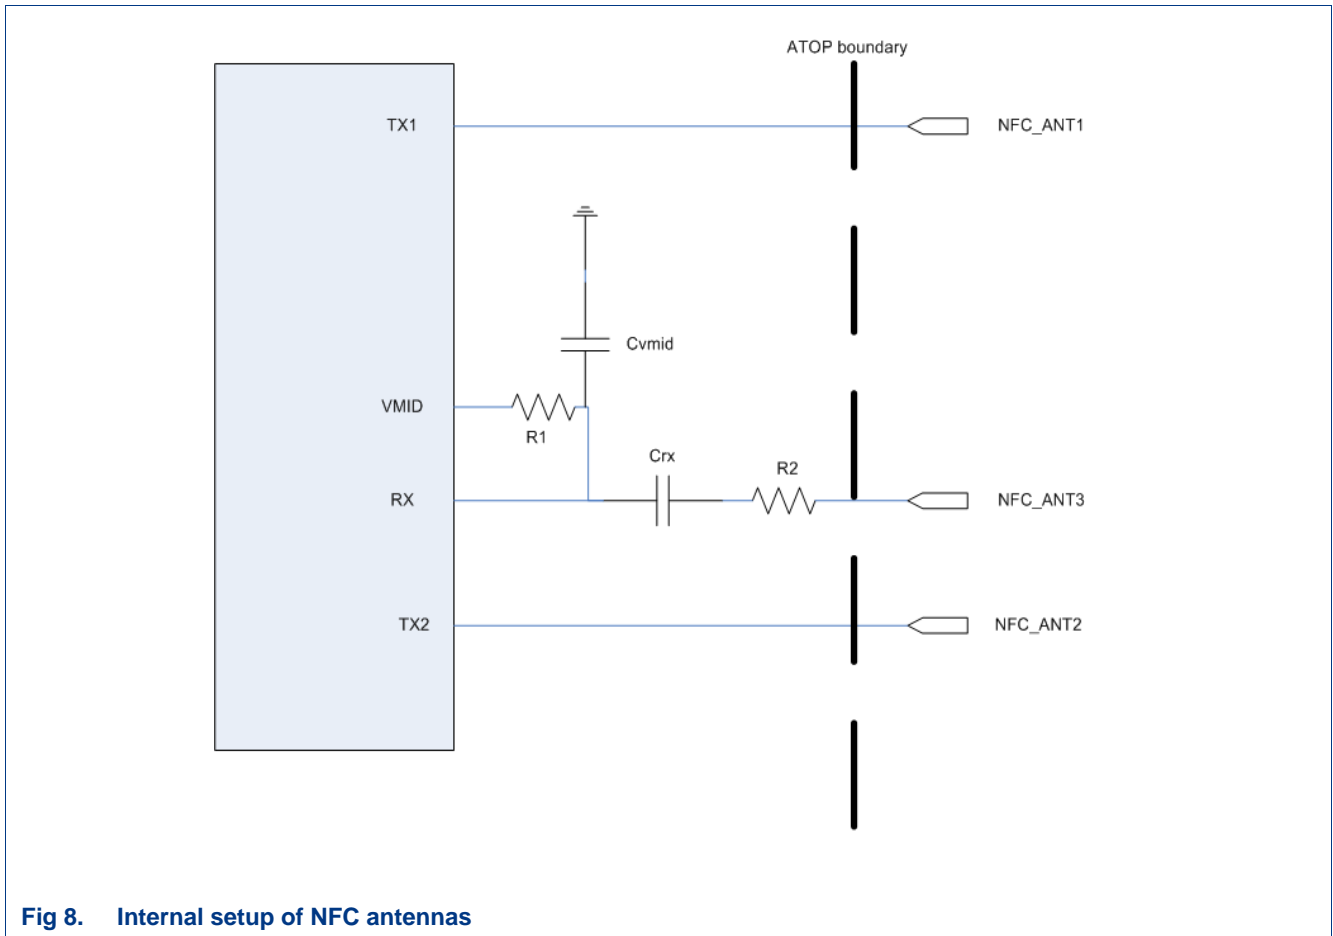 ATOP boundary
TX1
NFC_ANT1
Cvmid
VMID
R1
Crx
R2
RX
NFC_ANT3
TX2
NFC_ANT2
Fig 8. Internal setup of NFC antennas